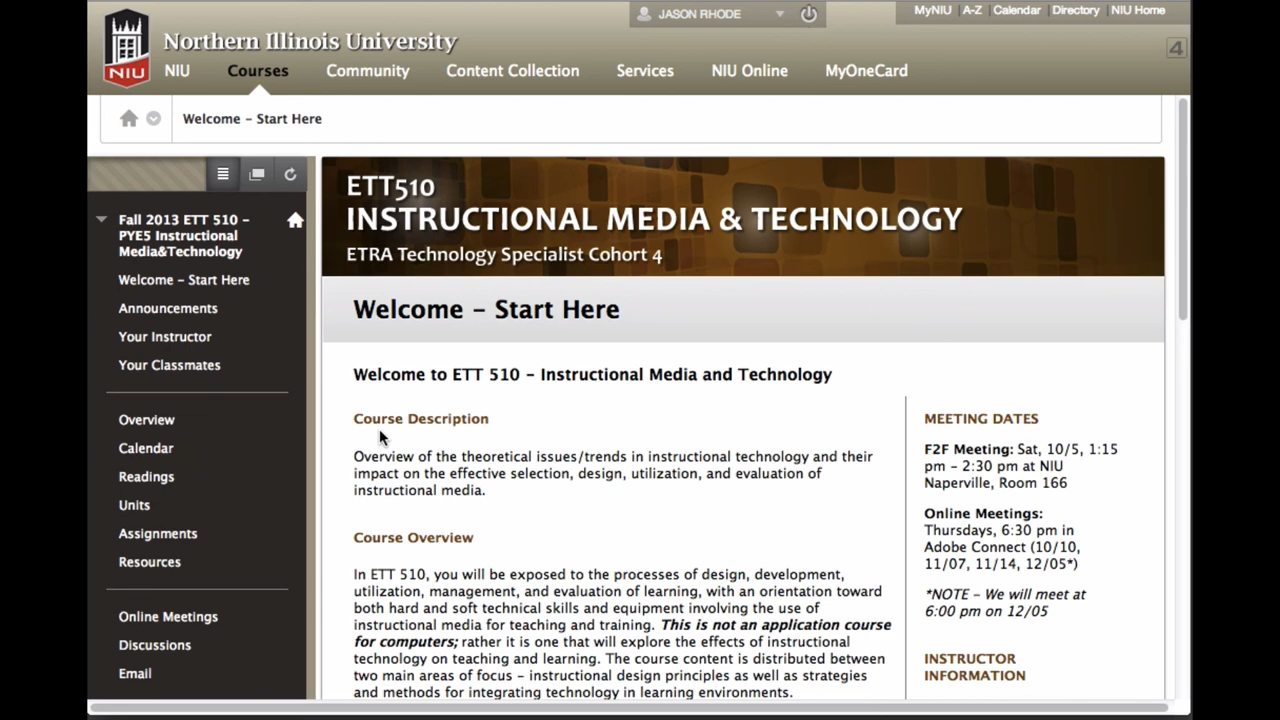 JASON RHODE
MyNIU | A-Z | Calendar | Directory | NIU Home
Northern Illinois University
NIU
NIU Courses Community Content Collection Services NIU Online MyOneCard
4
Welcome – Start Here
Fall 2013 ETT 510 –
PYE5 Instructional
Media&Technology
Welcome – Start Here
Announcements
Your Instructor
Your Classmates
Overview
Calendar
Readings
Units
Assignments
Resources
Online Meetings
Discussions
Email
ETT510
INSTRUCTIONAL MEDIA & TECHNOLOGY
ETRA Technology Specialist Cohort 4
Welcome – Start Here
Welcome to ETT 510 – Instructional Media and Technology
Course Description
Overview of the theoretical issues/trends in instructional technology and their
impact on the effective selection, design, utilization, and evaluation of
instructional media.
Course Overview
In ETT 510, you will be exposed to the processes of design, development,
utilization, management, and evaluation of learning, with an orientation toward
both hard and soft technical skills and equipment involving the use of
instructional media for teaching and training. This is not an application course
for computers; rather it is one that will explore the effects of instructional
technology on teaching and learning. The course content is distributed between
two main areas of focus – instructional design principles as well as strategies
and methods for integrating technology in learning environments.
MEETING DATES
F2F Meeting: Sat, 10/5, 1:15
pm – 2:30 pm at NIU
Naperville, Room 166
Online Meetings:
Thursdays, 6:30 pm in
Adobe Connect (10/10,
11/07, 11/14, 12/05*)
*NOTE – We will meet at
6:00 pm on 12/05
INSTRUCTOR
INFORMATION